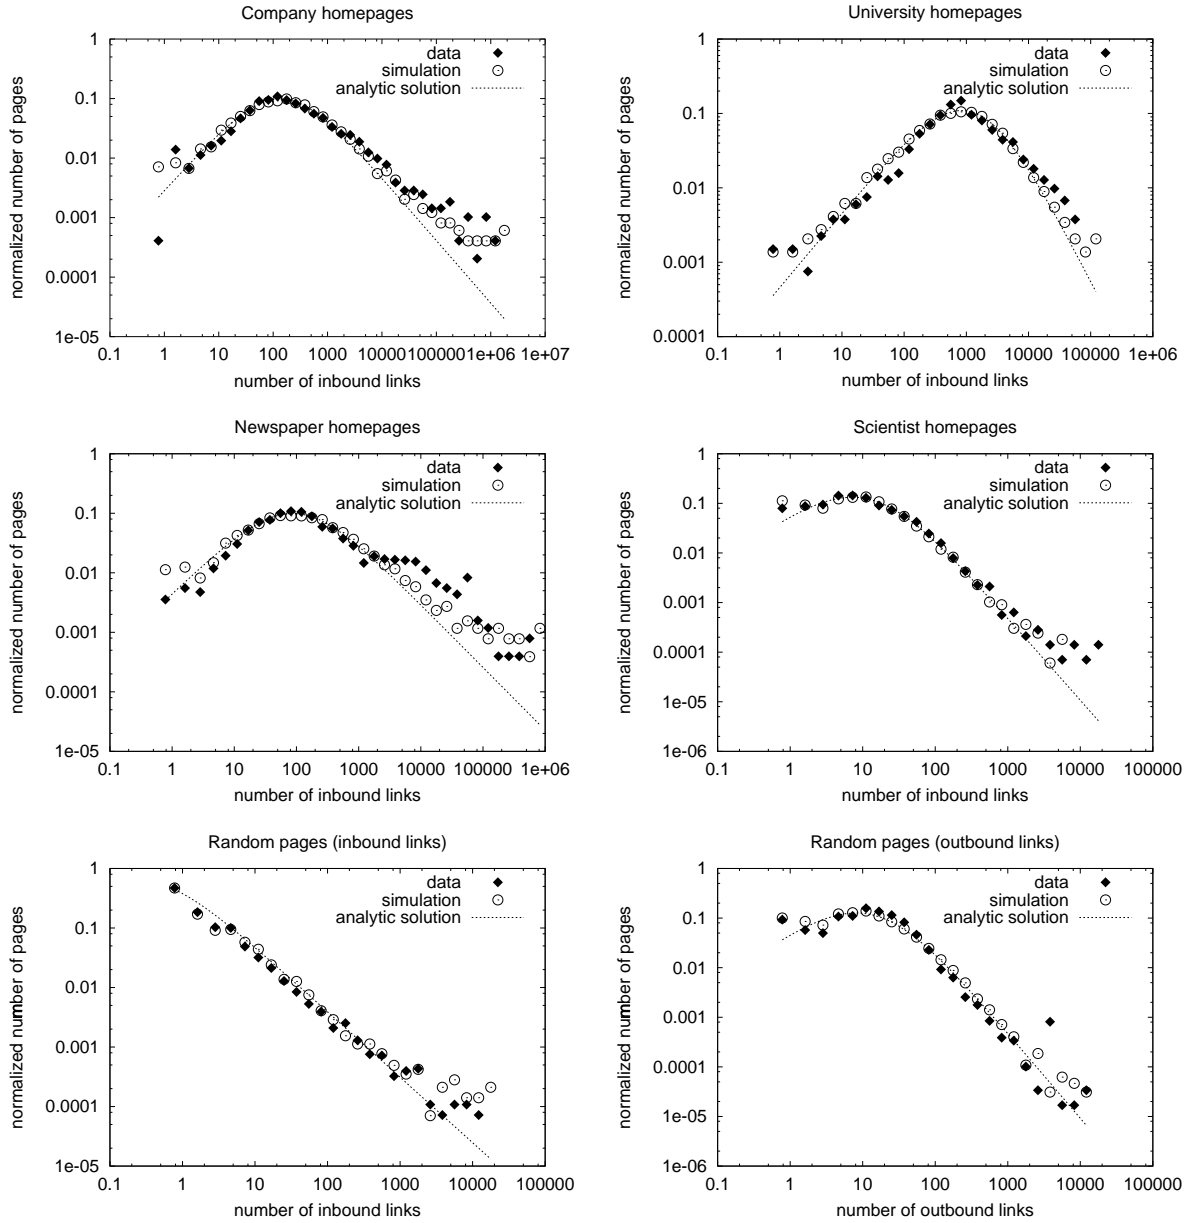 Company homepages
data
simulation
analytic solution
normalized number of pages
1
0.1
0.01
0.001
0.0001
1e-05
0.1 1 10 100 1000 10000 100000 1e+06 1e+07
number of inbound links
University homepages
data
simulation
analytic solution
normalized number of pages
1
0.1
0.01
0.001
0.0001
0.1 1 10 100 1000 10000 100000 1e+06
number of inbound links
Newspaper homepages
data
simulation
analytic solution
normalized number of pages
1
0.1
0.01
0.001
0.0001
1e-05
0.1 1 10 100 1000 10000 100000 1e+06
number of inbound links
Scientist homepages
data
simulation
analytic solution
normalized number of pages
1
0.1
0.01
0.001
0.0001
1e-05
1e-06
0.1 1 10 100 1000 10000 100000
number of inbound links
Random pages (inbound links)
data
simulation
analytic solution
normalized number of pages
1
0.1
0.01
0.001
0.0001
1e-05
0.1 1 10 100 1000 10000 100000
number of inbound links
Random pages (outbound links)
data
simulation
analytic solution
normalized number of pages
1
0.1
0.01
0.001
0.0001
1e-05
1e-06
0.1 1 10 100 1000 10000 100000
number of outbound links